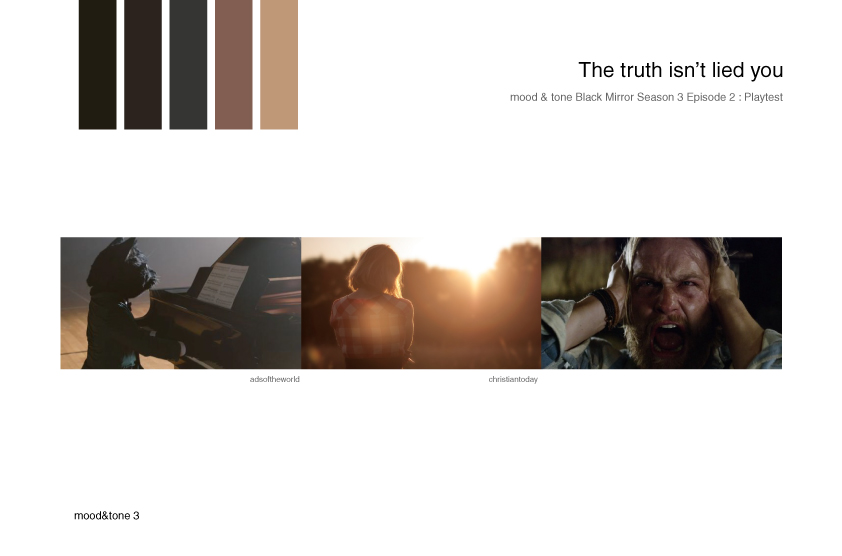 The truth isn’t lied you
mood & tone Black Mirror Season 3 Episode 2 : Playtest
adsoftheworld
christiantoday
mood&tone 3